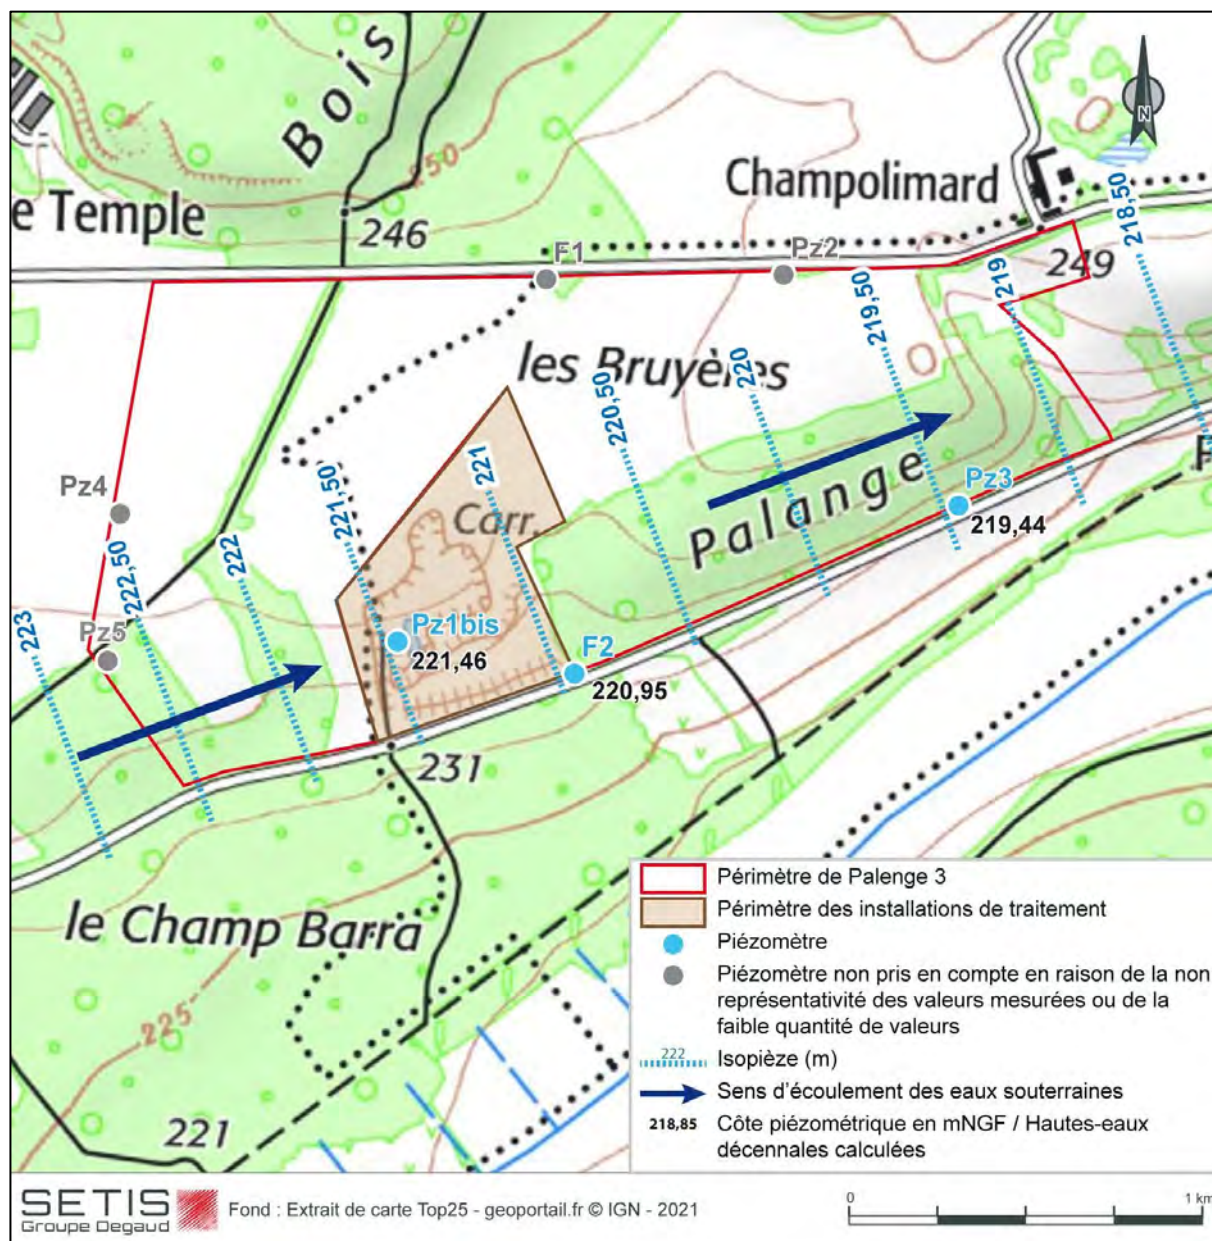 Bois
250
Champolimard
e Temple
246
F1
Pz2
249
218,50
219
219,50
les Bruyères
220
220,50
221
221,50
Carr.
Palange
Pz3
219,44
Pz4
222
222,50
223
Pz5
Pz1bis
221,46
F2
220,95
231
le Champ Barra
225
221
P
Périmètre de Palenge 3
Périmètre des installations de traitement
Piézomètre
Piézomètre non pris en compte en raison de la non
représentativité des valeurs mesurées ou de la
faible quantité de valeurs
222
Isopièze (m)
Sens d'écoulement des eaux souterraines
218,85
Côte piézométrique en mNGF / Hautes-eaux
décennales calculées
N
SETIS
Groupe Degaud
Fond : Extrait de carte Top25 - geoportail.fr © IGN - 2021
0
1 km